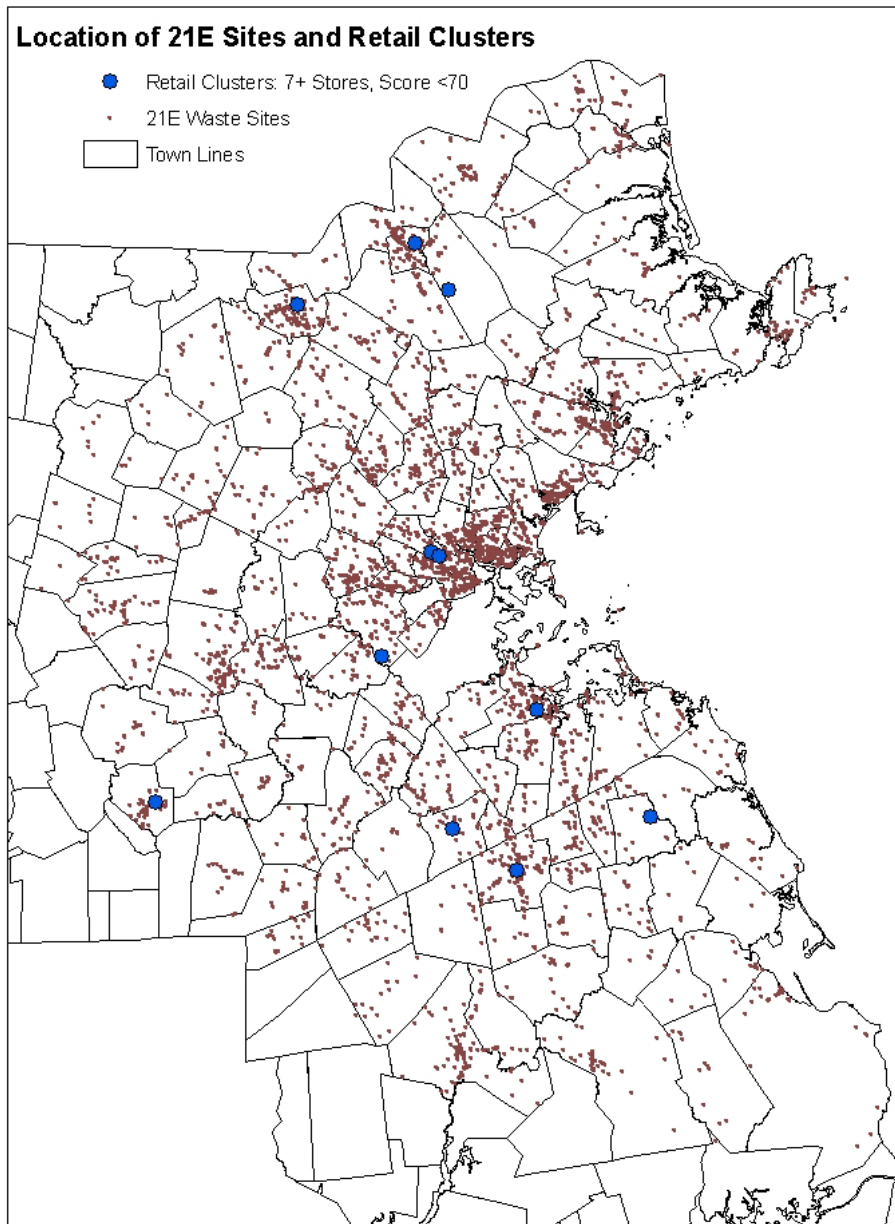 Location of 21E Sites and Retail Clusters
Retail Clusters: 7+ Stores, Score <70
21E Waste Sites
Town Lines